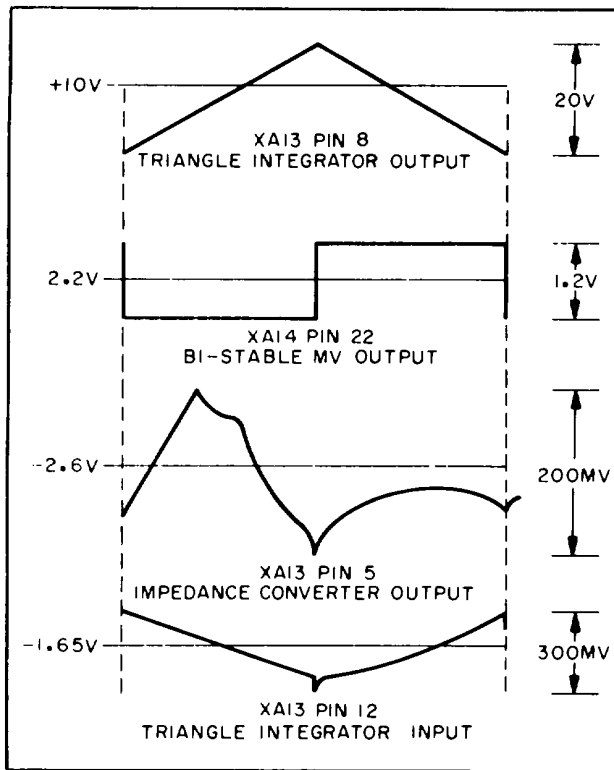 +10V
20V
XA13 PIN 8
TRIANGLE INTEGRATOR OUTPUT
2.2V
1.2V
XA14 PIN 22
BI-STABLE MV OUTPUT
-2.6V
200MV
XA13 PIN 5
IMPEDANCE CONVERTER OUTPUT
-1.65V
300MV
XA13 PIN 12
TRIANGLE INTEGRATOR INPUT